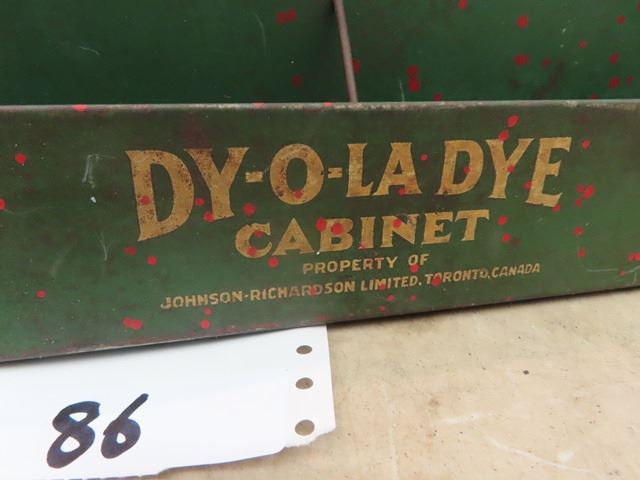 DY-O=LA DYE
CABINET
PROPERTY OF
JOHNSON-RICHARDSON LIMITED, TORONTO, CANADA
86